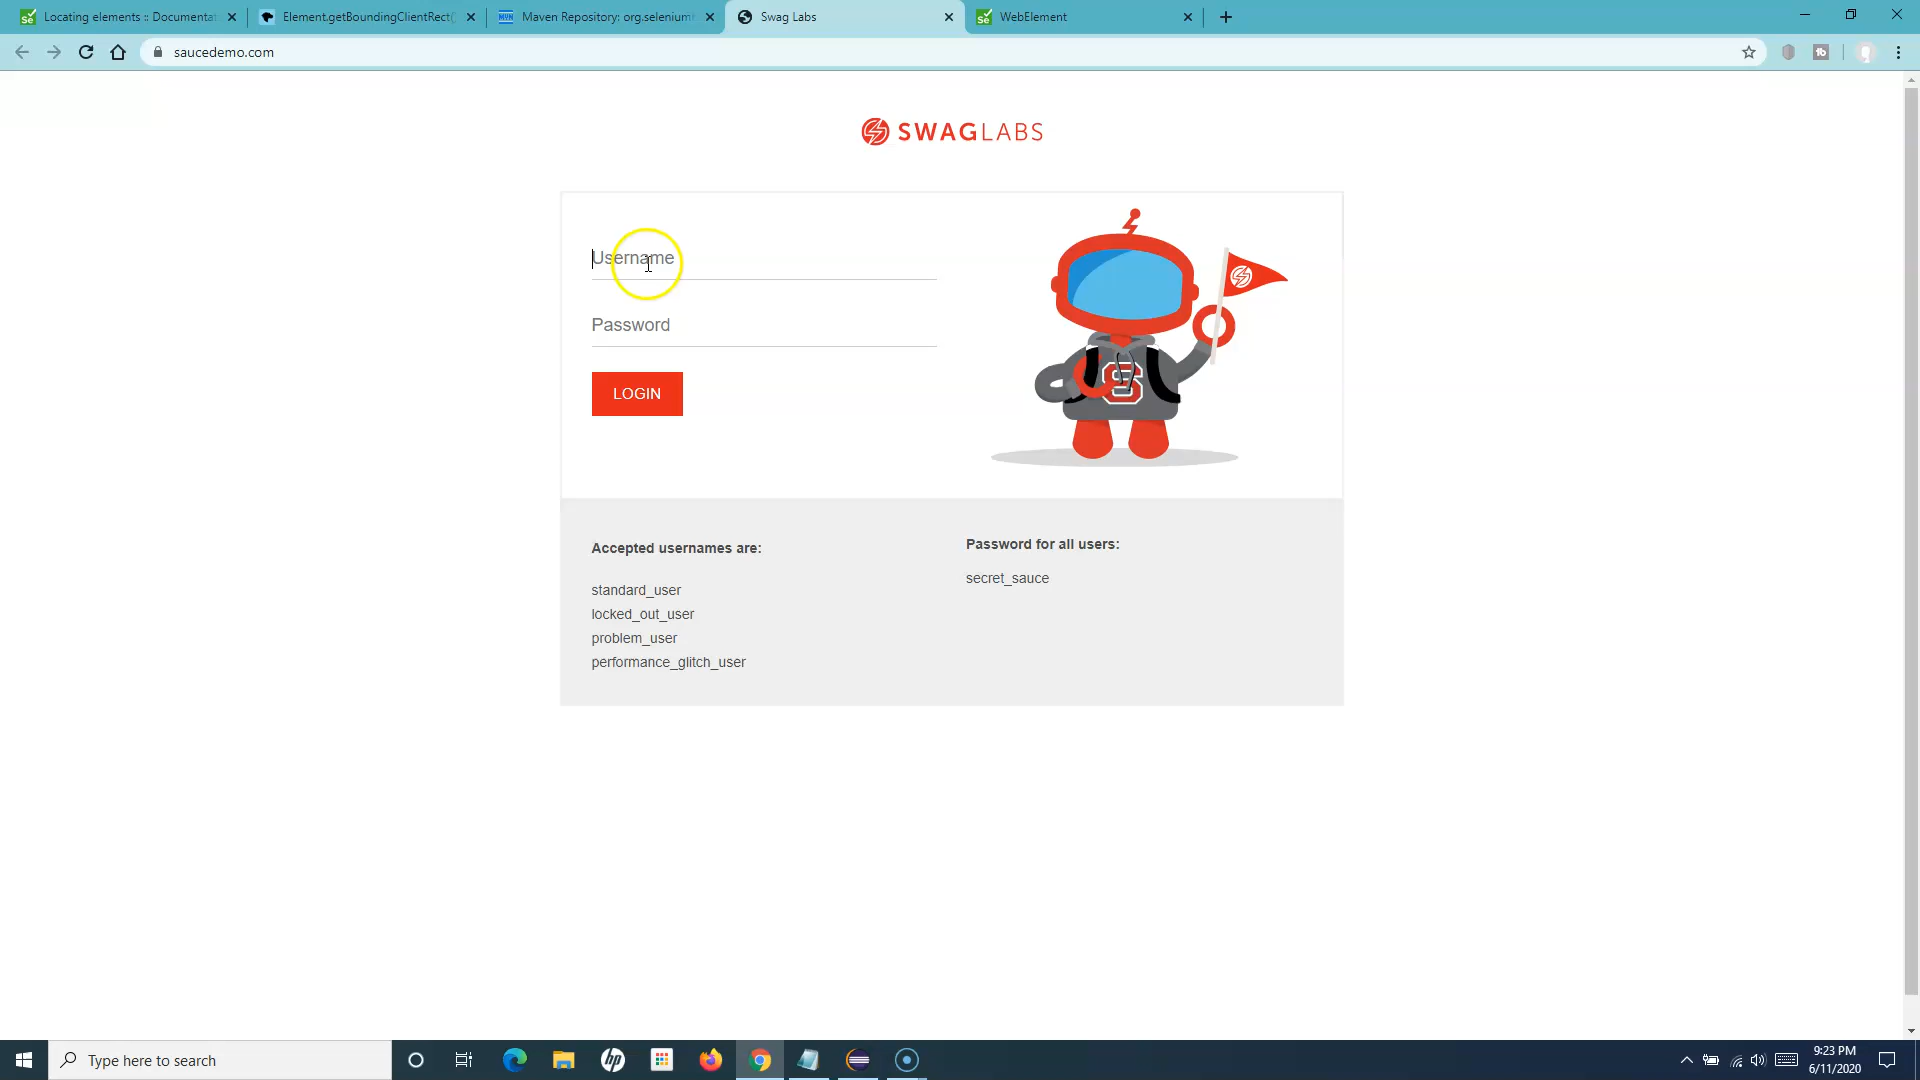 Locating elements :: Documentat
Element.getBoundingClientRect(
Maven Repository: org.selenium
Swag Labs
WebElement
saucedemo.com
SWAGLABS
Username
Password
LOGIN
Accepted usernames are:
standard_user
locked_out_user
problem_user
performance_glitch_user
Password for all users:
secret_sauce
Type here to search
9:23 PM
6/11/2020